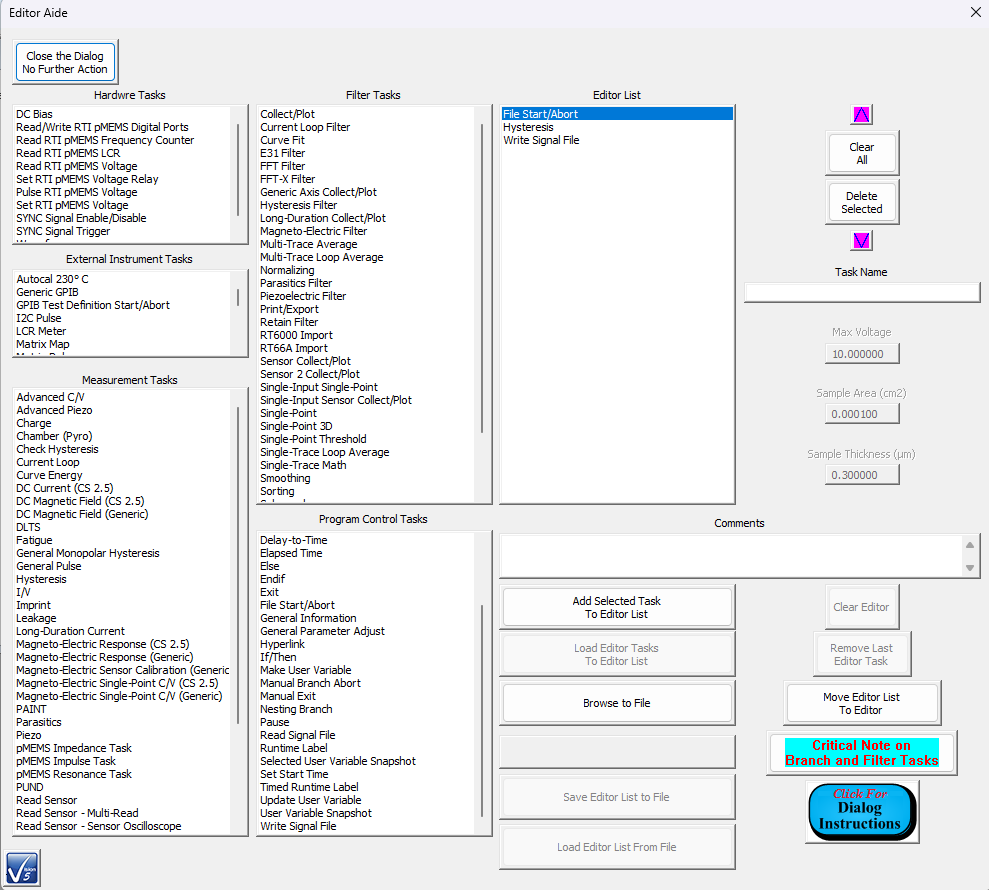 Editor Aide
Close the Dialog
No Further Action
Hardwre Tasks
DC Bias
Read/Write RTI pMEMS Digital Ports
Read RTI pMEMS Frequency Counter
Read RTI pMEMS LCR
Read RTI pMEMS Voltage
Set RTI pMEMS Voltage Relay
Pulse RTI pMEMS Voltage
Set RTI pMEMS Voltage
SYNC Signal Enable/Disable
SYNC Signal Trigger
External Instrument Tasks
Autocal 230° C
Generic GPIB
GPIB Test Definition Start/Abort
I2C Pulse
LCR Meter
Matrix Map
Measurement Tasks
Advanced C/V
Advanced Piezo
Charge
Chamber (Pyro)
Check Hysteresis
Current Loop
Curve Energy
DC Current (CS 2.5)
DC Magnetic Field (CS 2.5)
DC Magnetic Field (Generic)
DLTS
Fatigue
General Monopolar Hysteresis
General Pulse
Hysteresis
I/V
Imprint
Leakage
Long-Duration Current
Magneto-Electric Response (CS 2.5)
Magneto-Electric Response (Generic)
Magneto-Electric Sensor Calibration (Generic
Magneto-Electric Single-Point C/V (CS 2.5)
Magneto-Electric Single-Point C/V (Generic)
PAINT
Parasitics
Piezo
pMEMS Impedance Task
pMEMS Impulse Task
pMEMS Resonance Task
PUND
Read Sensor
Read Sensor - Multi-Read
Read Sensor - Sensor Oscilloscope
Filter Tasks
Collect/Plot
Current Loop Filter
Curve Fit
E31 Filter
FFT Filter
FFT-X Filter
Generic Axis Collect/Plot
Hysteresis Filter
Long-Duration Collect/Plot
Magneto-Electric Filter
Multi-Trace Average
Multi-Trace Loop Average
Normalizing
Parasitics Filter
Piezoelectric Filter
Print/Export
Retain Filter
RT6000 Import
RT66A Import
Sensor Collect/Plot
Sensor 2 Collect/Plot
Single-Input Single-Point
Single-Input Sensor Collect/Plot
Single-Point
Single-Point 3D
Single-Point Threshold
Single-Trace Loop Average
Single-Trace Math
Smoothing
Sorting
Program Control Tasks
Delay-to-Time
Elapsed Time
Else
Endif
Exit
File Start/Abort
General Information
General Parameter Adjust
Hyperlink
If/Then
Make User Variable
Manual Branch Abort
Manual Exit
Nesting Branch
Pause
Read Signal File
Runtime Label
Selected User Variable Snapshot
Set Start Time
Timed Runtime Label
Update User Variable
User Variable Snapshot
Write Signal File
Editor List
File Start/Abort
Hysteresis
Write Signal File
Clear
All
Delete
Selected
Task Name
Max Voltage
10.000000
Sample Area (cm2)
0.000100
Sample Thickness (µm)
0.300000
Comments
Add Selected Task
To Editor List
Clear Editor
Load Editor Tasks
To Editor List
Remove Last
Editor Task
Browse to File
Move Editor List
To Editor
Critical Note on
Branch and Filter Tasks
Save Editor List to File
Click For
Dialog
Instructions
Load Editor List From File